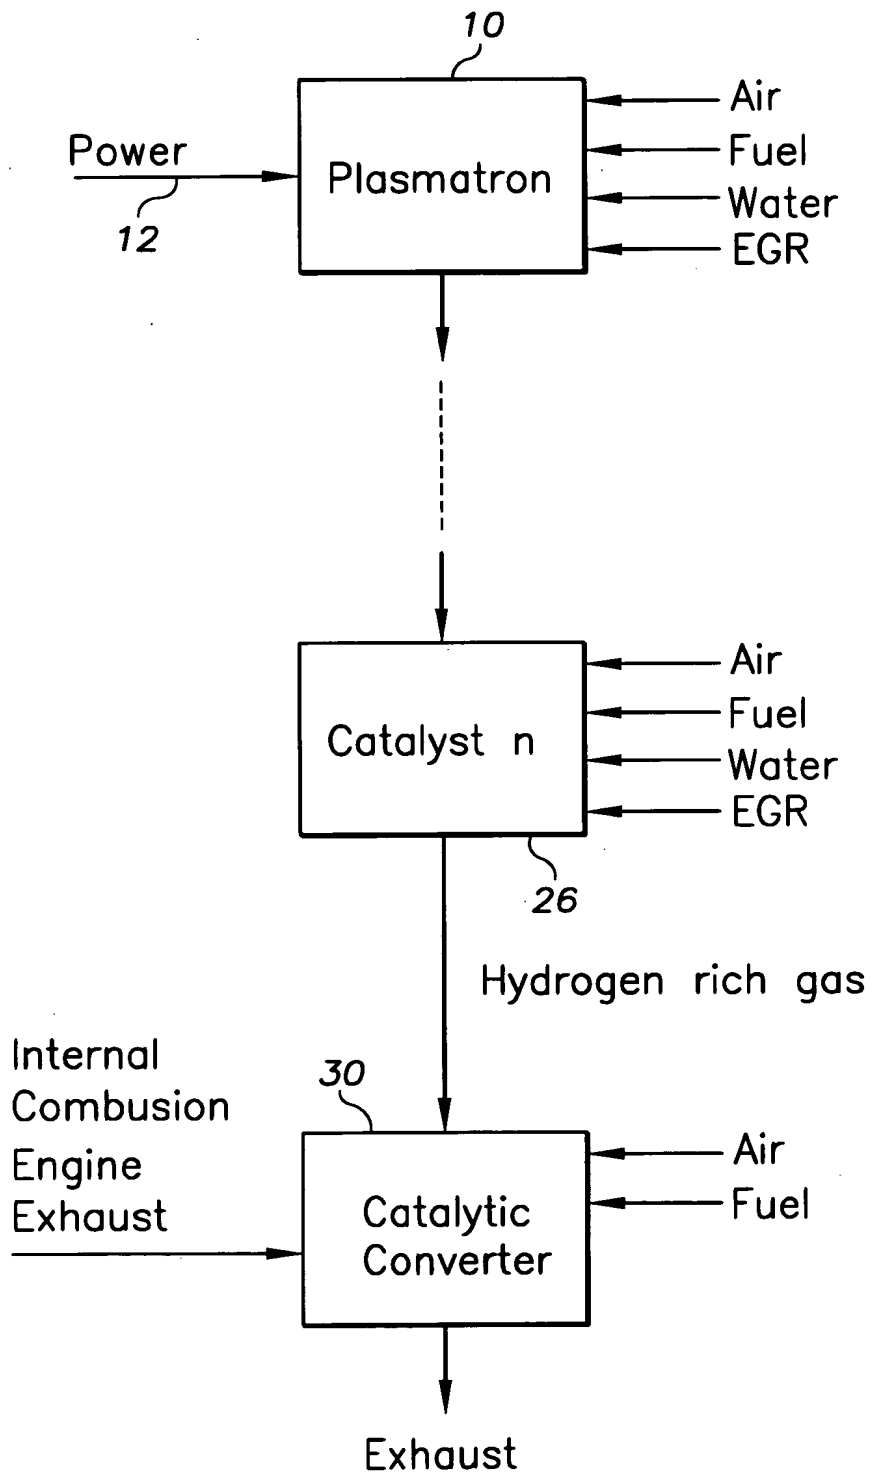 10
Air
Power
Plasmatron
Fuel
Water
12
EGR
Air
Catalyst n
Fuel
Water
EGR
26
Hydrogen rich gas
Internal
Combusion
Engine
Exhaust
30
Air
Fuel
Catalytic
Converter
Exhaust